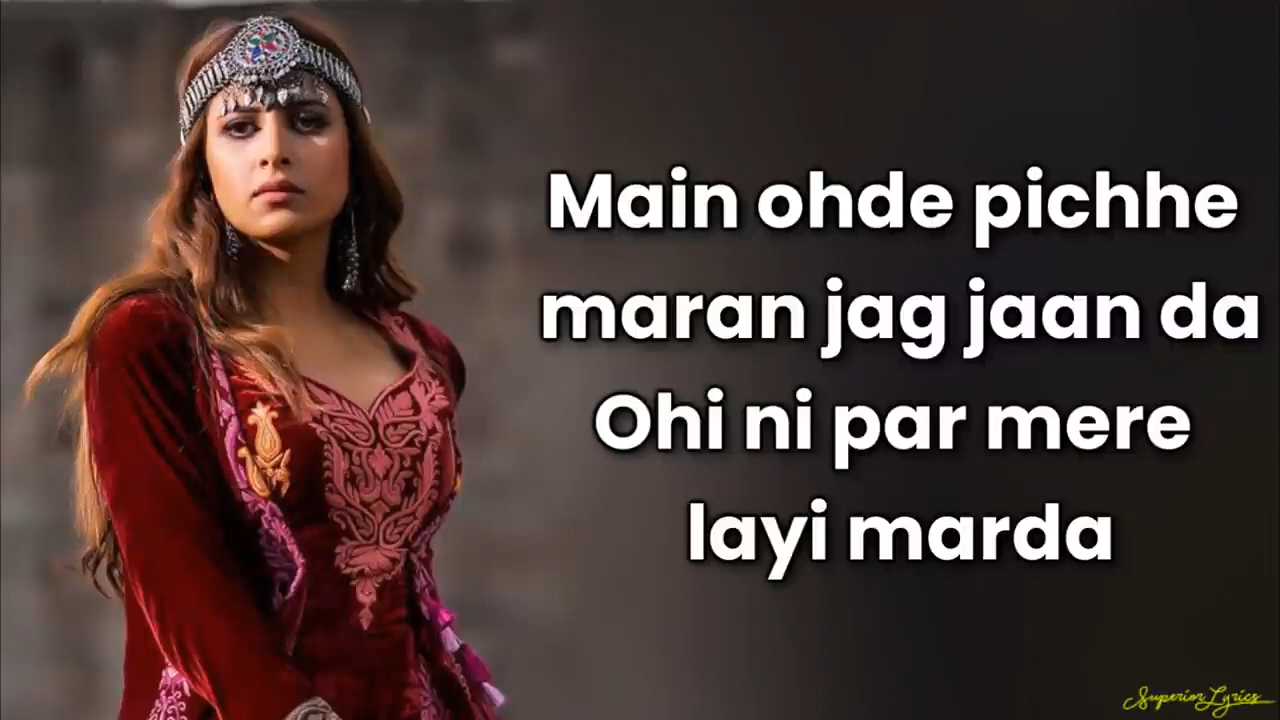 Main ohde pichhe
maran jag jaan da
Ohi ni par mere
layi marda
Superior Lyrics